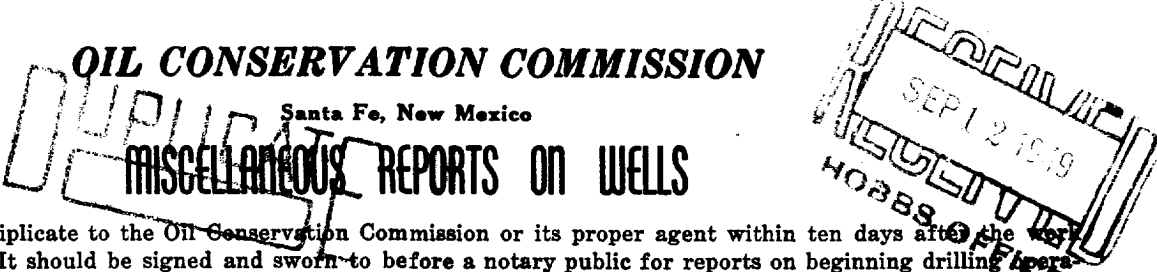 OIL CONSERVATION COMMISSION
Santa Fe, New Mexico
DUPLICATE
MISCELLANEOUS REPORTS ON WELLS
RECEIVED
SEP 12 1949
HOBBS OFFICE
iplicate to the Oil Conservation Commission or its proper agent within ten days after the work
It should be signed and sworn to before a notary public for reports on beginning drilling opera-